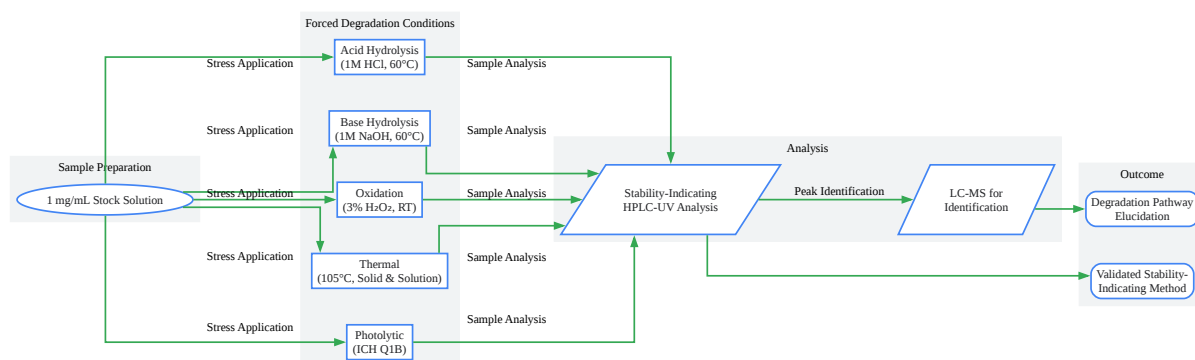 Forced Degradation Conditions
Acid Hydrolysis
(1M HCl, 60°C)
Stress Application
Sample Analysis
Base Hydrolysis
(1M NaOH, 60°C)
Stress Application
Sample Analysis
Sample Preparation
1 mg/mL Stock Solution
Stress Application
Oxidation
(3% H₂O₂, RT)
Sample Analysis
Stress Application
Thermal
(105°C, Solid & Solution)
Sample Analysis
Stress Application
Photolytic
(ICH Q1B)
Sample Analysis
Analysis
Stability-Indicating
HPLC-UV Analysis
Peak Identification
LC-MS for
Identification
Outcome
Degradation Pathway
Elucidation
Validated Stability-
Indicating Method